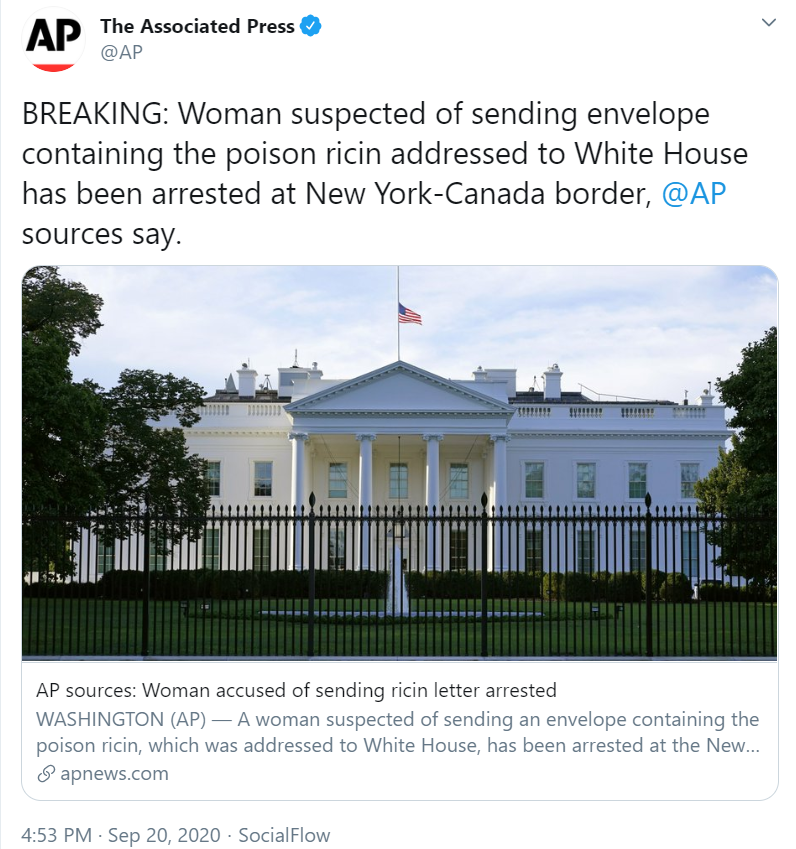 AP
The Associated Press
@AP
BREAKING: Woman suspected of sending envelope
containing the poison ricin addressed to White House
has been arrested at New York-Canada border, @AP
sources say.
AP sources: Woman accused of sending ricin letter arrested
WASHINGTON (AP) — A woman suspected of sending an envelope containing the
poison ricin, which was addressed to White House, has been arrested at the New...
apnews.com
4:53 PM · Sep 20, 2020 · SocialFlow